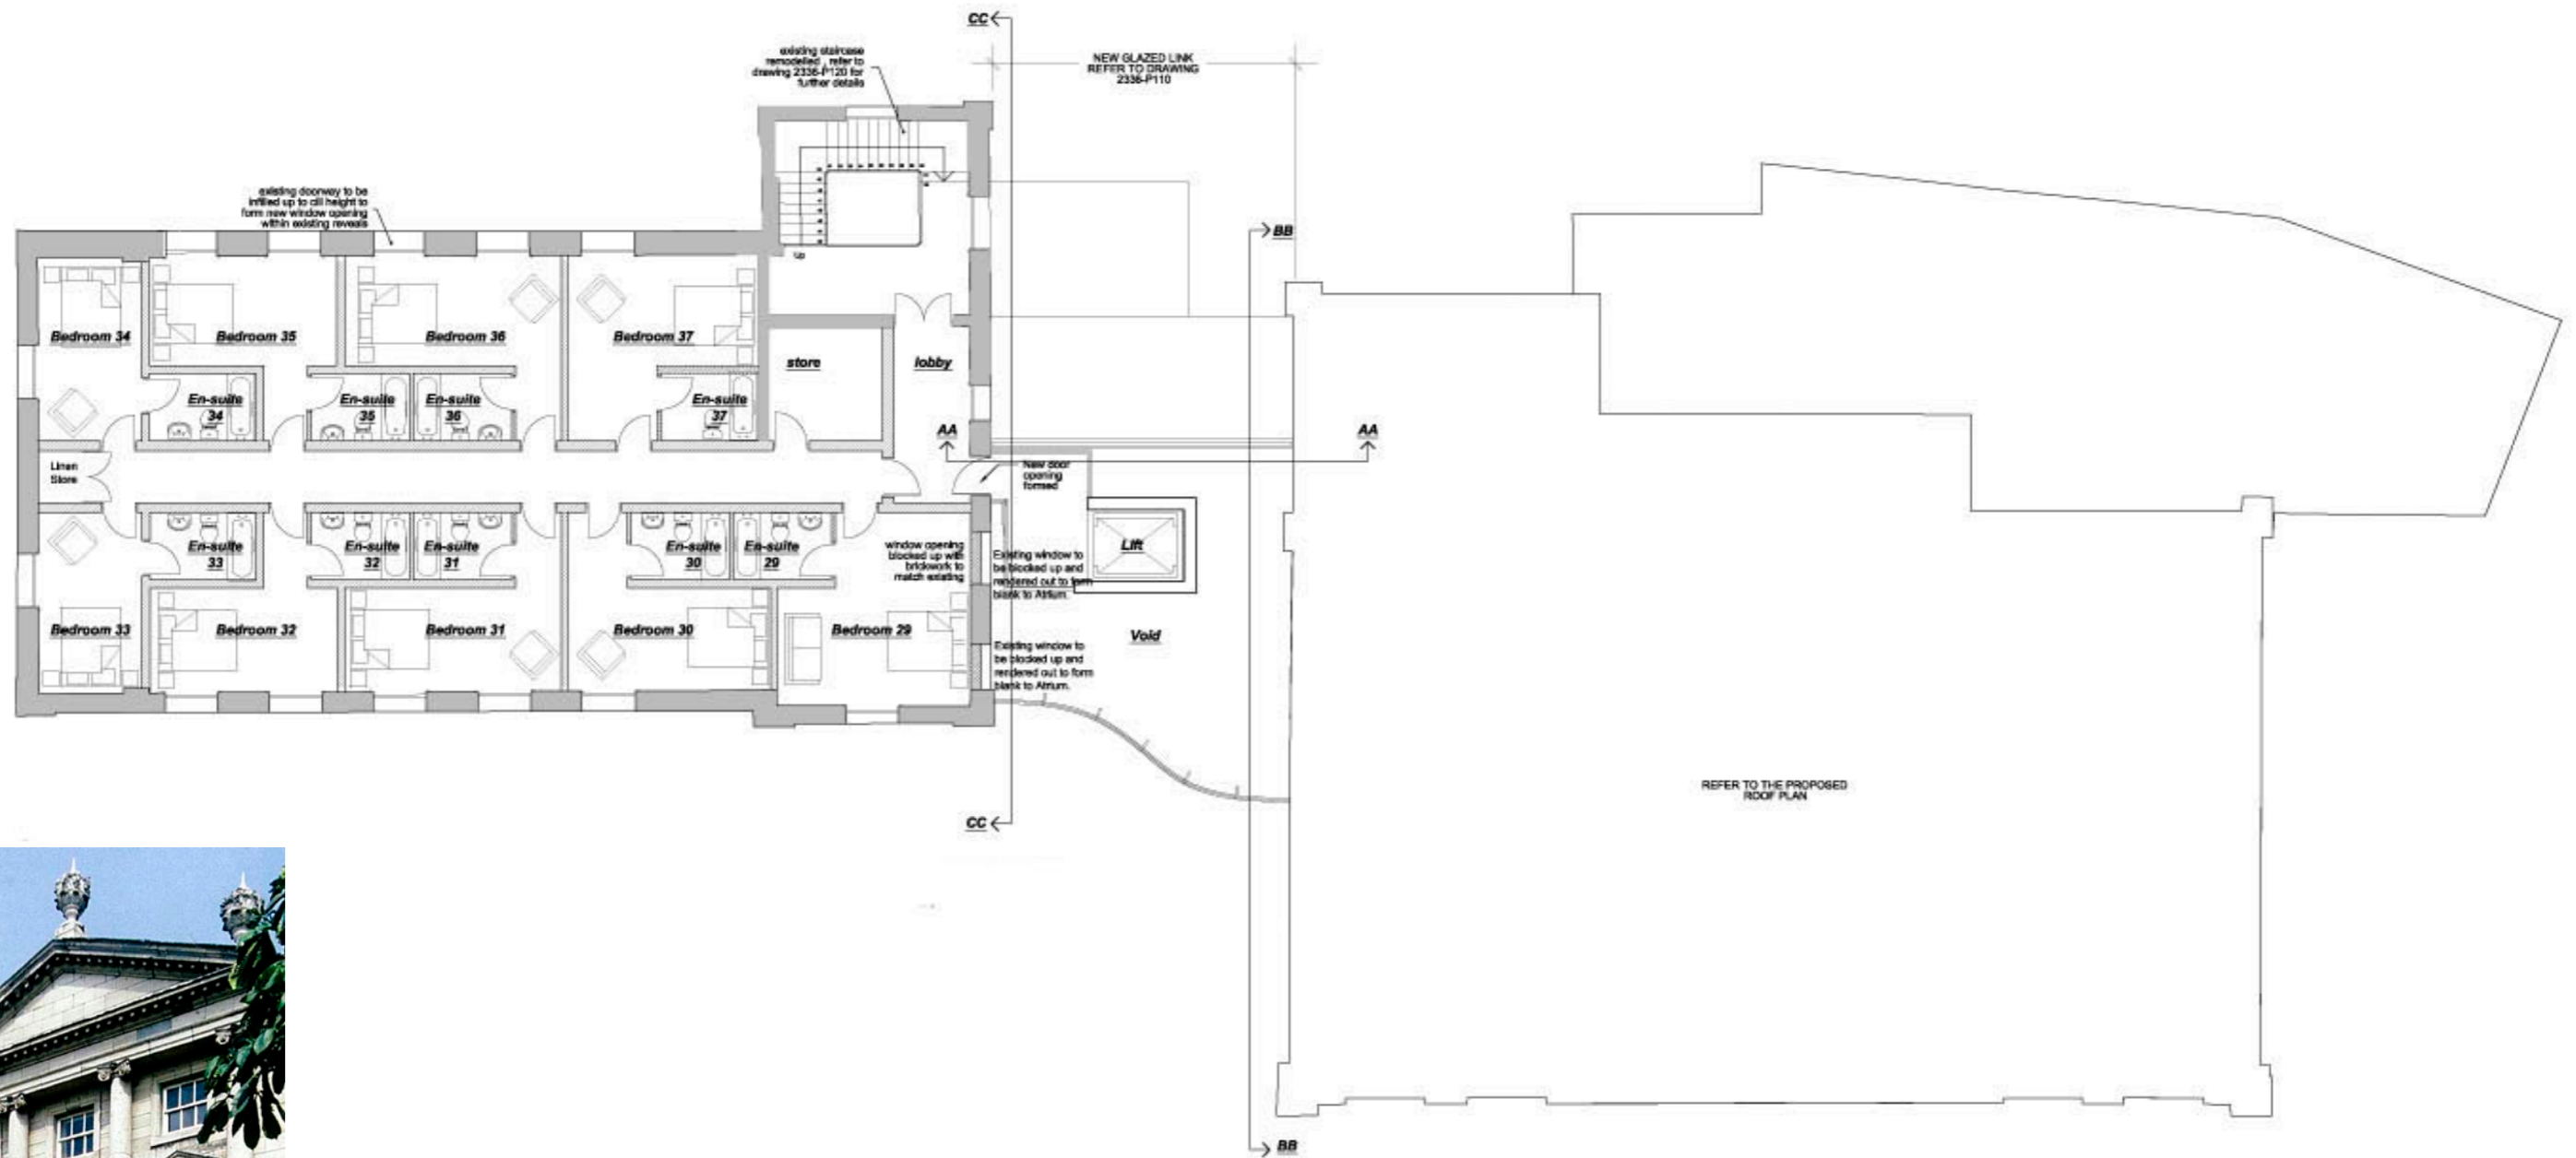 CC
existing staircase
remodelled , refer to
drawing 2336-P120 for
further details
NEW GLAZED LINK
REFER TO DRAWING
2336-P110
existing doorway to be
infilled up to cill height to
form new window opening
within existing reveals
BB
Up
Bedroom 34
Bedroom 35
Bedroom 36
Bedroom 37
store
lobby
En-suite
34
En-suite
35
En-suite
36
En-suite
37
AA
AA
Linen
Store
New door
opening
formed
En-suite
33
En-suite
32
En-suite
31
En-suite
30
En-suite
29
window opening
blocked up with
brickwork to
match existing
Existing window to
be blocked up and
rendered out to form
blank to Atrium.
Lift
Bedroom 33
Bedroom 32
Bedroom 31
Bedroom 30
Bedroom 29
Existing window to
be blocked up and
rendered out to form
blank to Atrium.
Void
REFER TO THE PROPOSED
ROOF PLAN
CC
BB